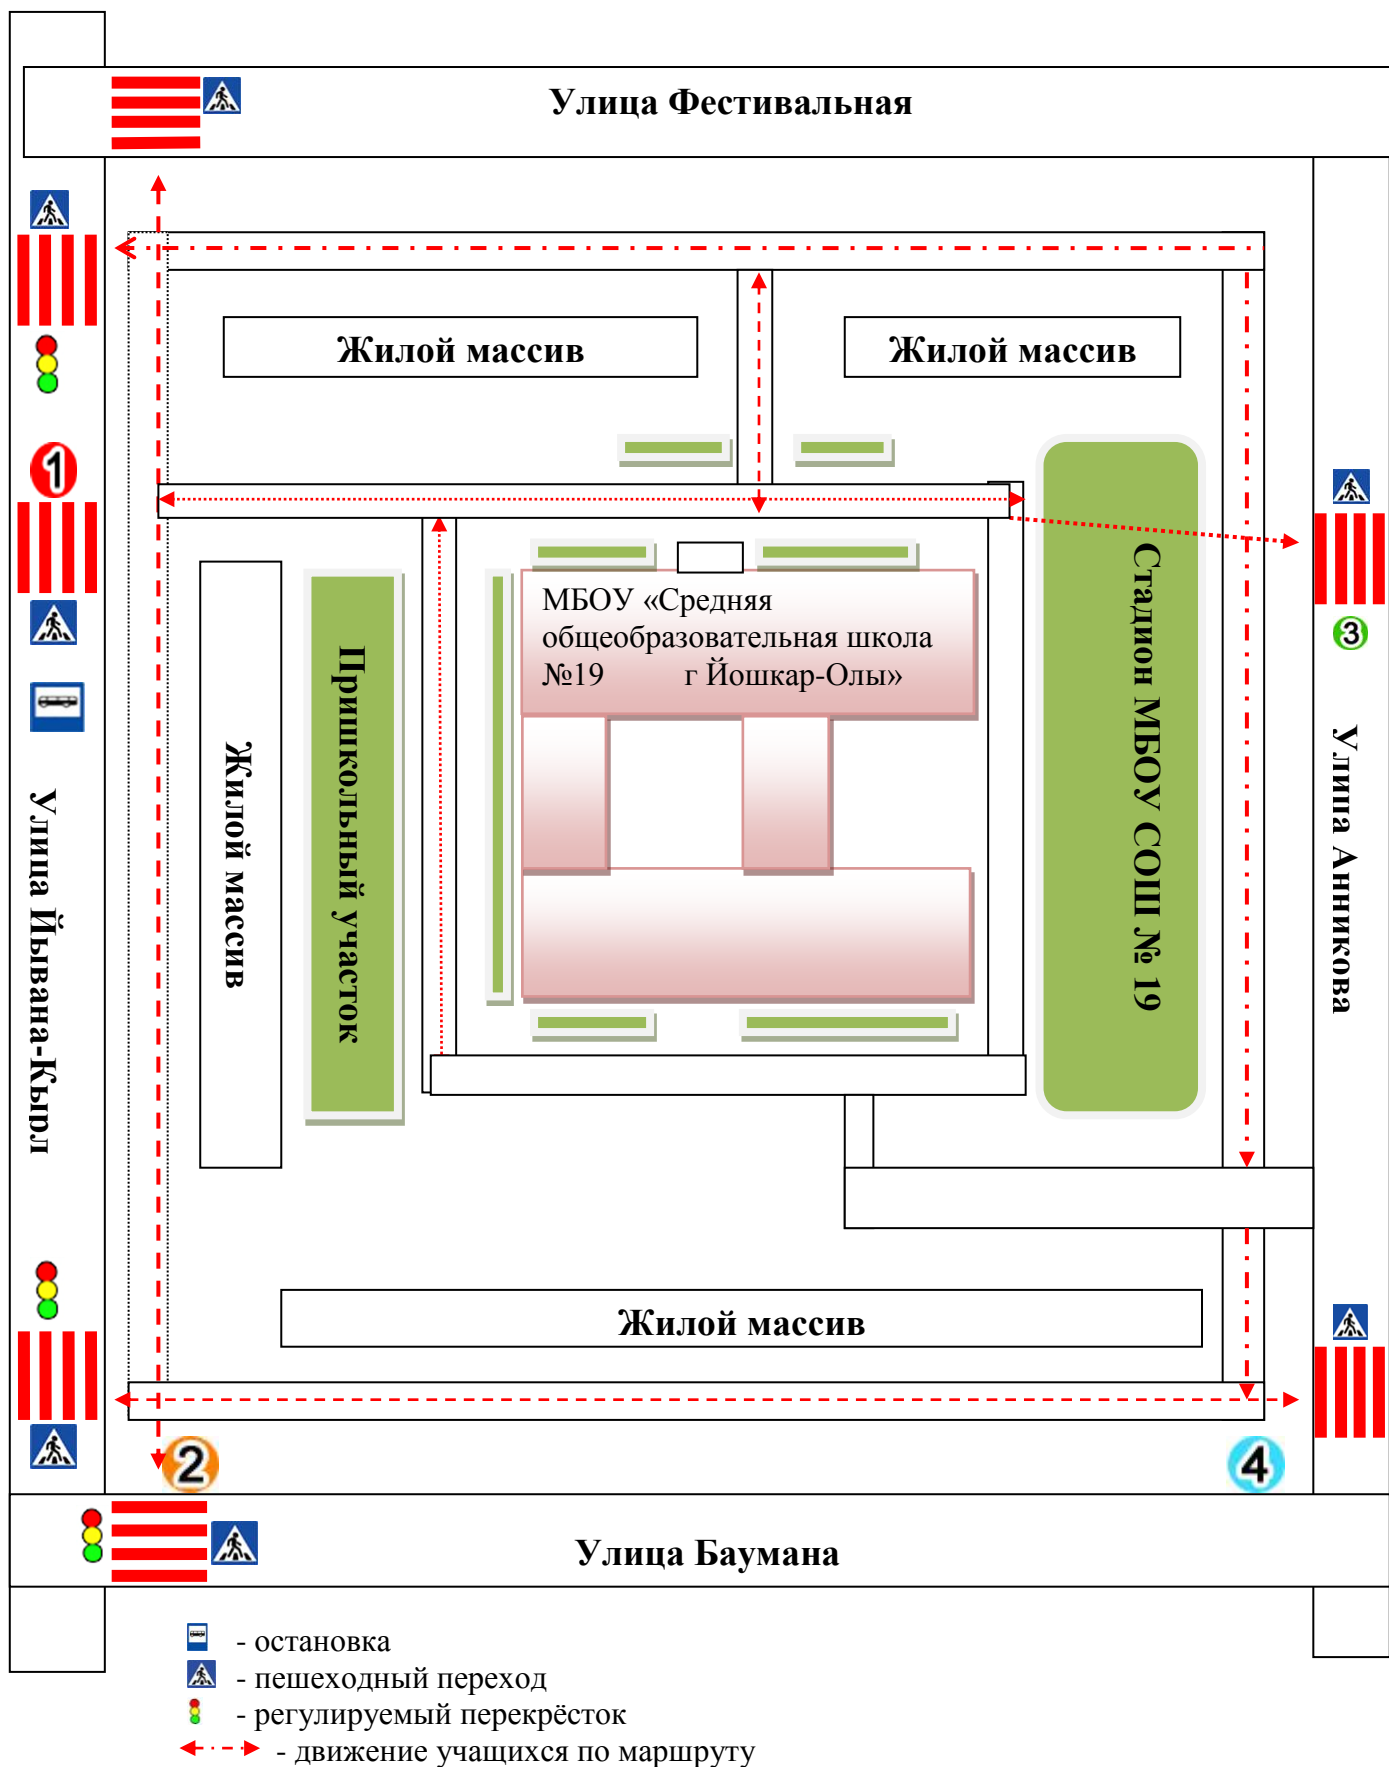 Улица Фестивальная
Жилой массив
Жилой массив
1
МБОУ «Средняя
общеобразовательная школа
№19 г Йошкар-Олы»
3
Пришкольный участок
Стадион МБОУ СОШ № 19
Жилой массив
Улица Йывана-Кырл
Улица Анникова
Жилой массив
2
4
Улица Баумана
- остановка
- пешеходный переход
- регулируемый перекрёсток
- движение учащихся по маршруту